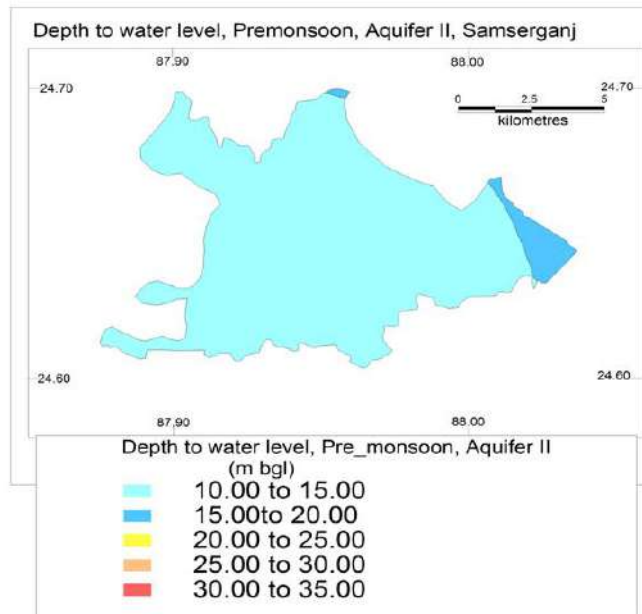 Depth to water level, Premonsoon, Aquifer II, Samserganj
87.90 88.00
24.70 24.70
0 2.5 5
kilometres
24.60 24.60
87.90 88.00
Depth to water level, Pre_monsoon, Aquifer II
(m bgl)
10.00 to 15.00
15.00to 20.00
20.00 to 25.00
25.00 to 30.00
30.00 to 35.00